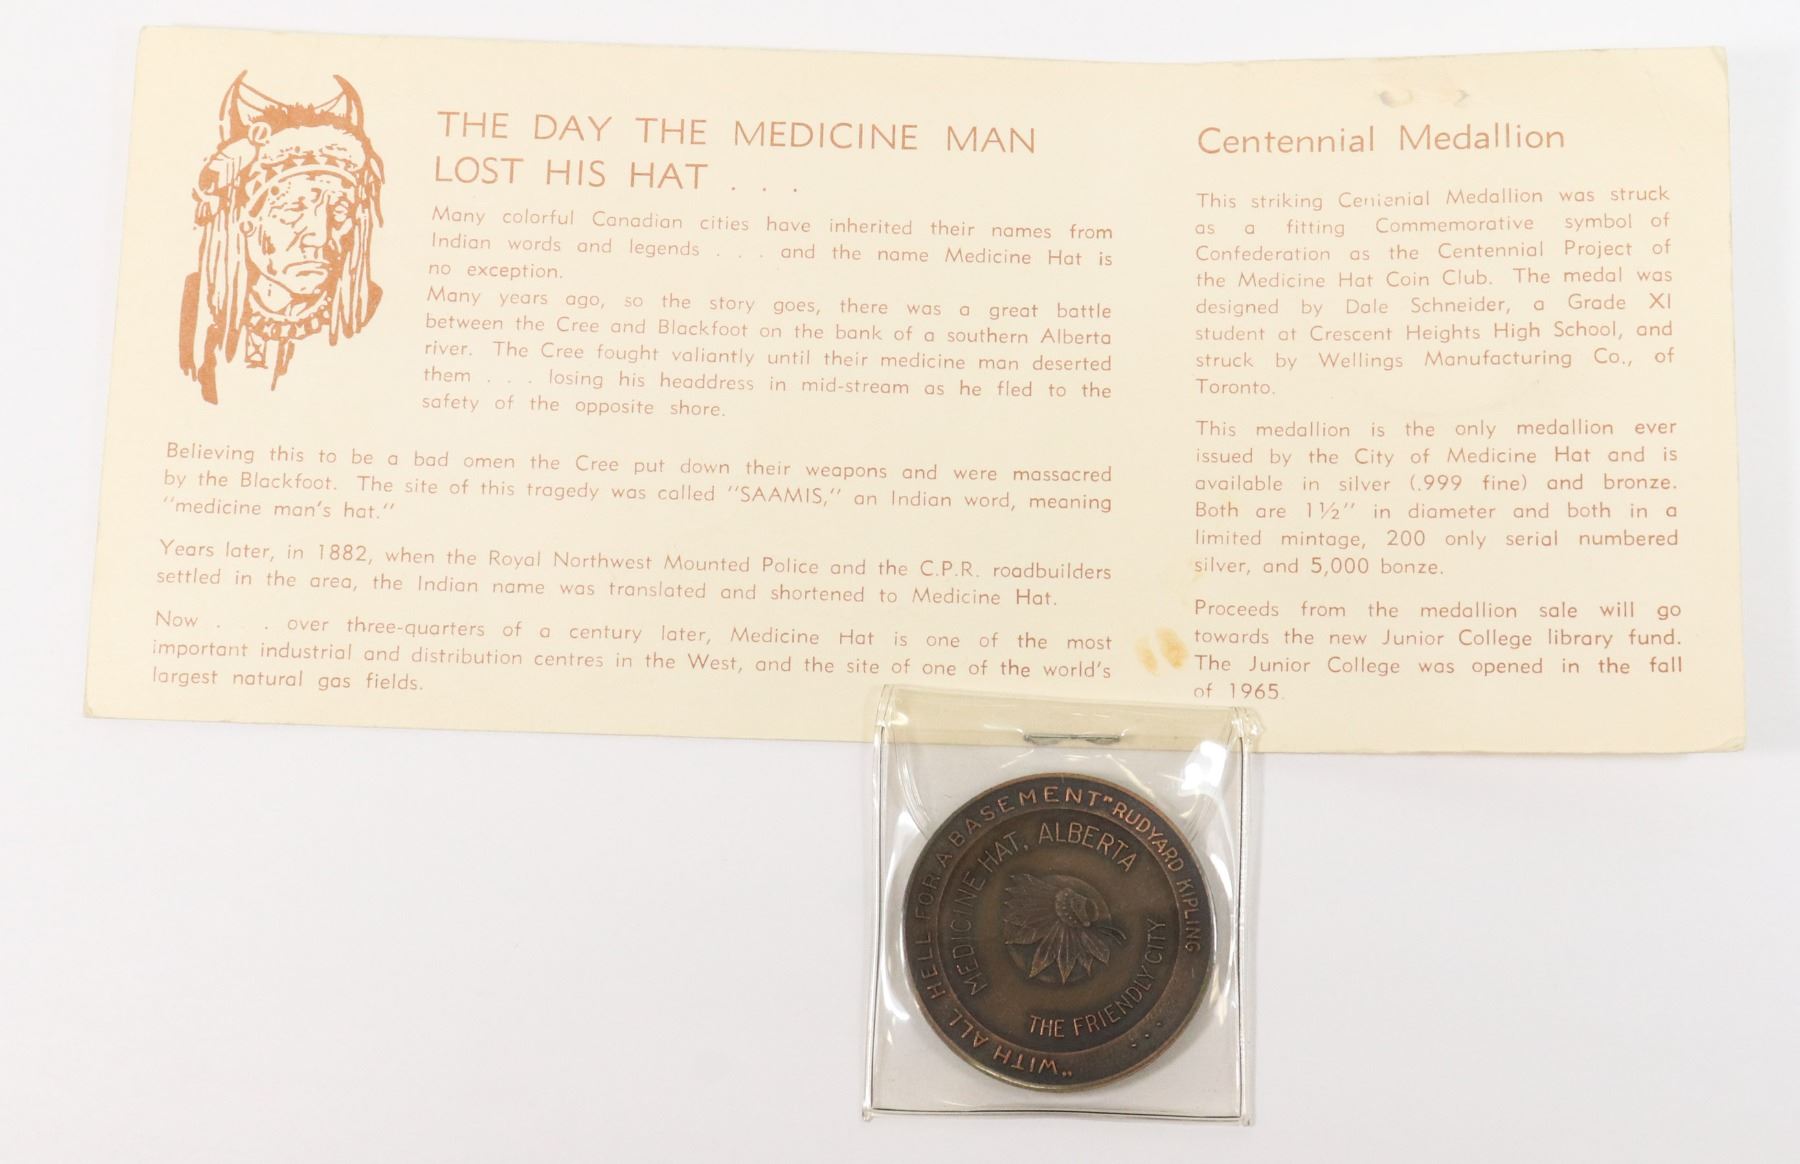 THE DAY THE MEDICINE MAN
LOST HIS HAT . . .
Many colorful Canadian cities have inherited their names from
Indian words and legends . . . and the name Medicine Hat is
no exception.
Many years ago, so the story goes, there was a great battle
between the Cree and Blackfoot on the bank of a southern Alberta
river. The Cree fought valiantly until their medicine man deserted
them . . . losing his headdress in mid-stream as he fled to the
safety of the opposite shore.
Believing this to be a bad omen the Cree put down their weapons and were massacred
by the Blackfoot. The site of this tragedy was called "SAAMIS," an Indian word, meaning
"medicine man's hat."
Years later, in 1882, when the Royal Northwest Mounted Police and the C.P.R. roadbuilders
settled in the area, the Indian name was translated and shortened to Medicine Hat.
Now . . over three-quarters of a century later, Medicine Hat is one of the most
important industrial and distribution centres in the West, and the site of one of the world's
largest natural gas fields.
Centennial Medallion
This striking Centenial Medallion was struck
as a fitting Commemorative symbol of
Confederation as the Centennial Project of
the Medicine Hat Coin Club. The medal was
designed by Dale Schneider, a Grade XI
student at Crescent Heights High School, and
struck by Wellings Manufacturing Co., of
Toronto.
This medallion is the only medallion ever
issued by the City of Medicine Hat and is
available in silver (.999 fine) and bronze.
Both are 1½" in diameter and both in a
limited mintage, 200 only serial numbered
silver, and 5,000 bonze.
Proceeds from the medallion sale will go
towards the new Junior College library fund.
The Junior College was opened in the fall
of 1965.
"WITH ALL HELL FOR A BASEMENT" RUDYARD KIPLING - . . .
MEDICINE HAT, ALBERTA
THE FRIENDLY CITY